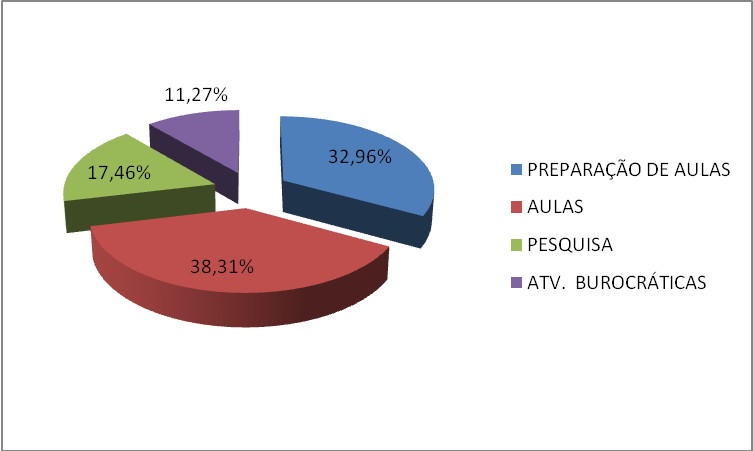 11,27%
32,96%
17,46%
38,31%
PREPARAÇÃO DE AULAS
AULAS
PESQUISA
ATV.  BUROCRÁTICAS